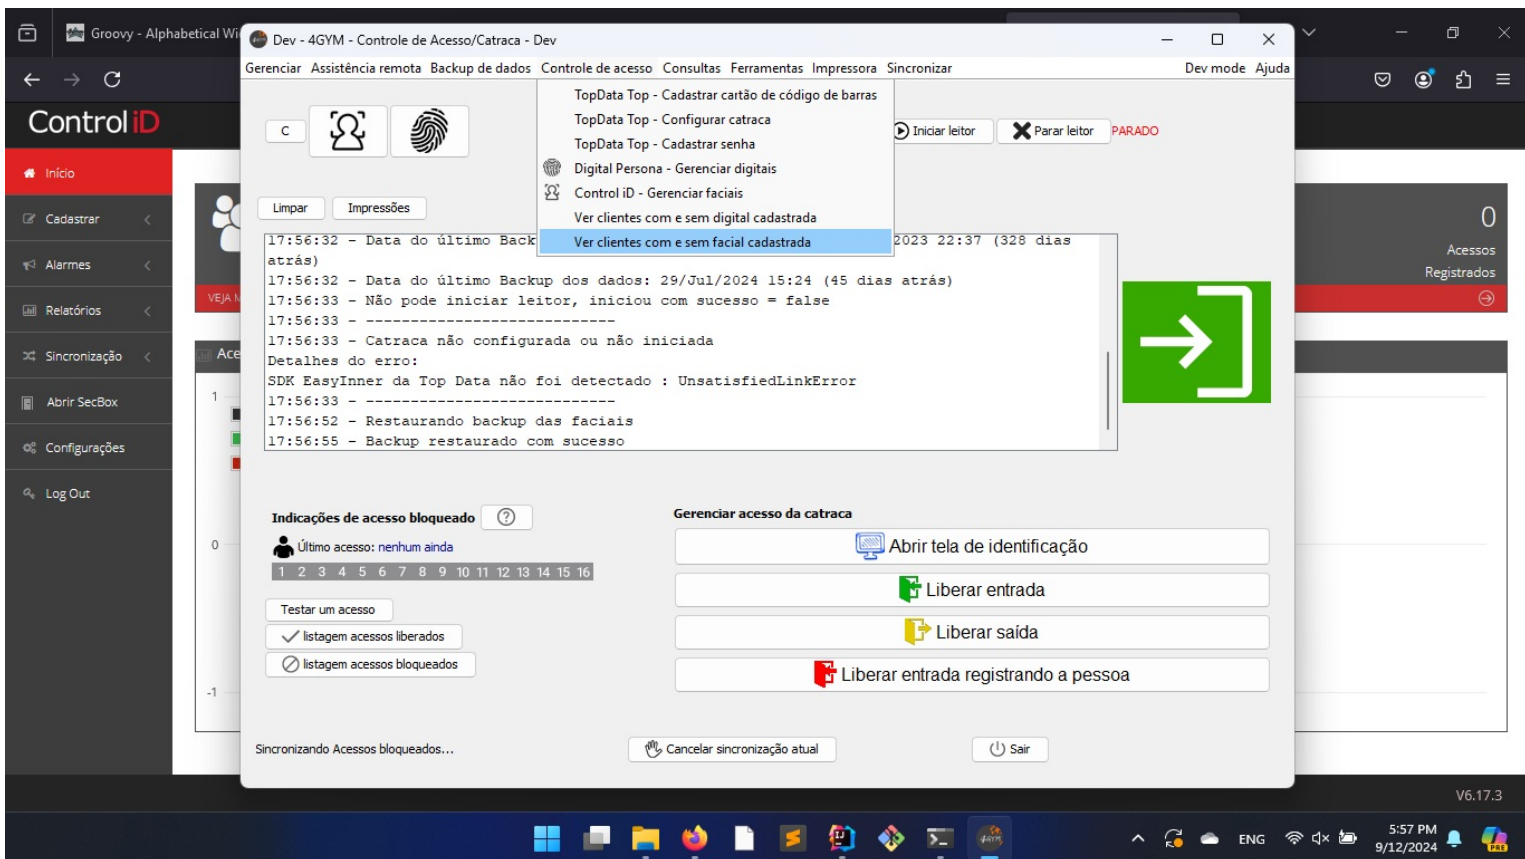 Groovy - Alphabetical Wi
Dev - 4GYM - Controle de Acesso/Catraca - Dev
Gerenciar Assistência remota Backup de dados Controle de acesso Consultas Ferramentas Impressora Sincronizar Dev mode Ajuda
Control iD
TopData Top - Cadastrar cartão de código de barras
TopData Top - Configurar catraca
TopData Top - Cadastrar senha
Digital Persona - Gerenciar digitais
Control iD - Gerenciar faciais
Ver clientes com e sem digital cadastrada
Ver clientes com e sem facial cadastrada
C
Iniciar leitor
Parar leitor
PARADO
Início
Cadastrar
Alarmes
Relatórios
Sincronização
Abrir SecBox
Configurações
Log Out
Limpar
Impressões
17:56:32 - Data do último Back 2023 22:37 (328 dias
atrás)
17:56:32 - Data do último Backup dos dados: 29/Jul/2024 15:24 (45 dias atrás)
17:56:33 - Não pode iniciar leitor, iniciou com sucesso = false
17:56:33 - ----------------------------
17:56:33 - Catraca não configurada ou não iniciada
Detalhes do erro:
SDK EasyInner da Top Data não foi detectado : UnsatisfiedLinkError
17:56:33 - ----------------------------
17:56:52 - Restaurando backup das faciais
17:56:55 - Backup restaurado com sucesso
0
Acessos
Registrados
VEJA M
Ace
1
0
-1
Indicações de acesso bloqueado
?
Último acesso: nenhum ainda
1 2 3 4 5 6 7 8 9 10 11 12 13 14 15 16
Testar um acesso
listagem acessos liberados
listagem acessos bloqueados
Gerenciar acesso da catraca
Abrir tela de identificação
Liberar entrada
Liberar saída
Liberar entrada registrando a pessoa
Sincronizando Acessos bloqueados...
Cancelar sincronização atual
Sair
V6.17.3
ENG
5:57 PM
9/12/2024
PRE